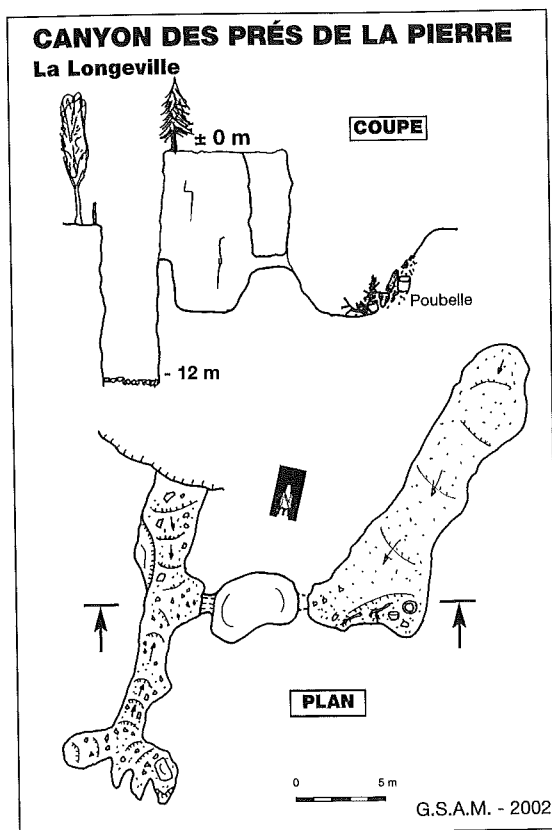 CANYON DES PRÉS DE LA PIERRE
La Longeville
± 0 m
COUPE
Poubelle
- 12 m
PLAN
0 5 m
G.S.A.M. - 2002